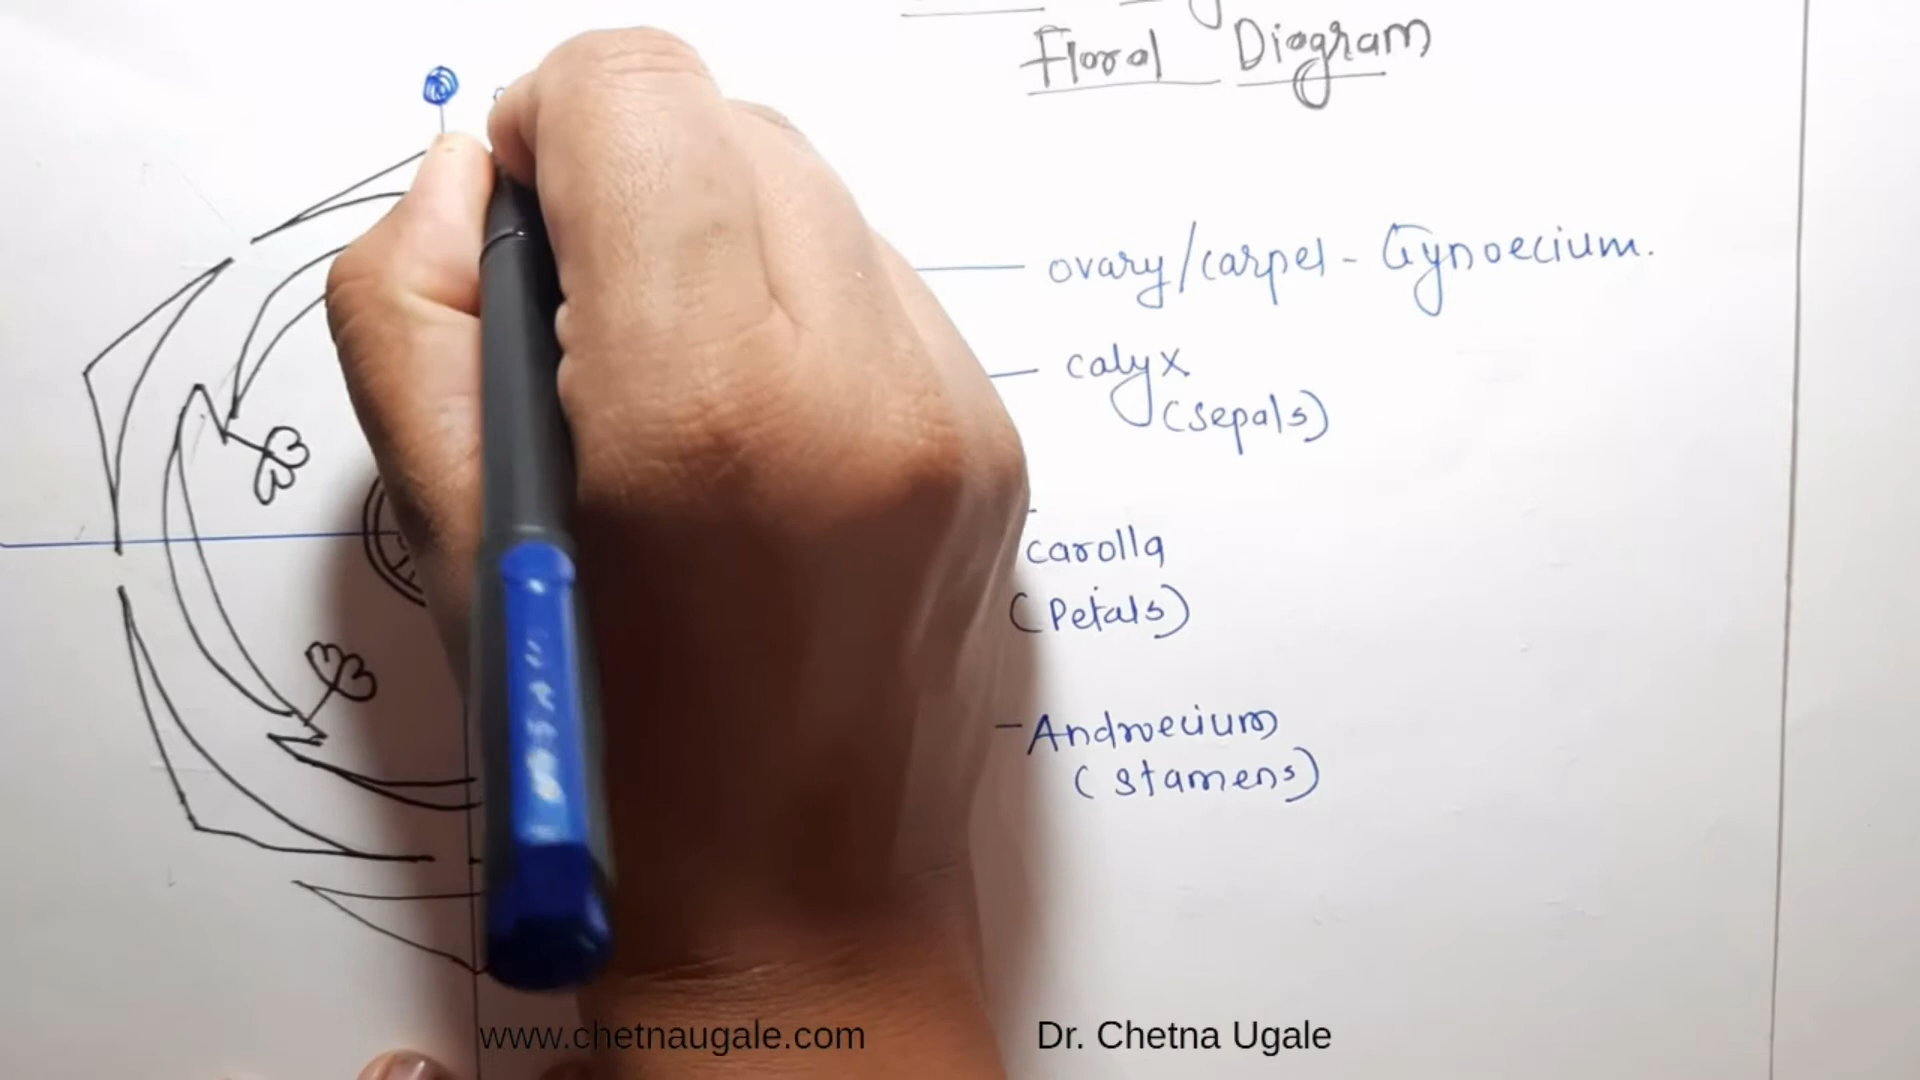 Floral Diagram
ovary/carpel - Gynoecium.
calyx
(sepals)
carolla
(Petals)
- Androecium
(stamens)
www.chetnaugale.com
Dr. Chetna Ugale